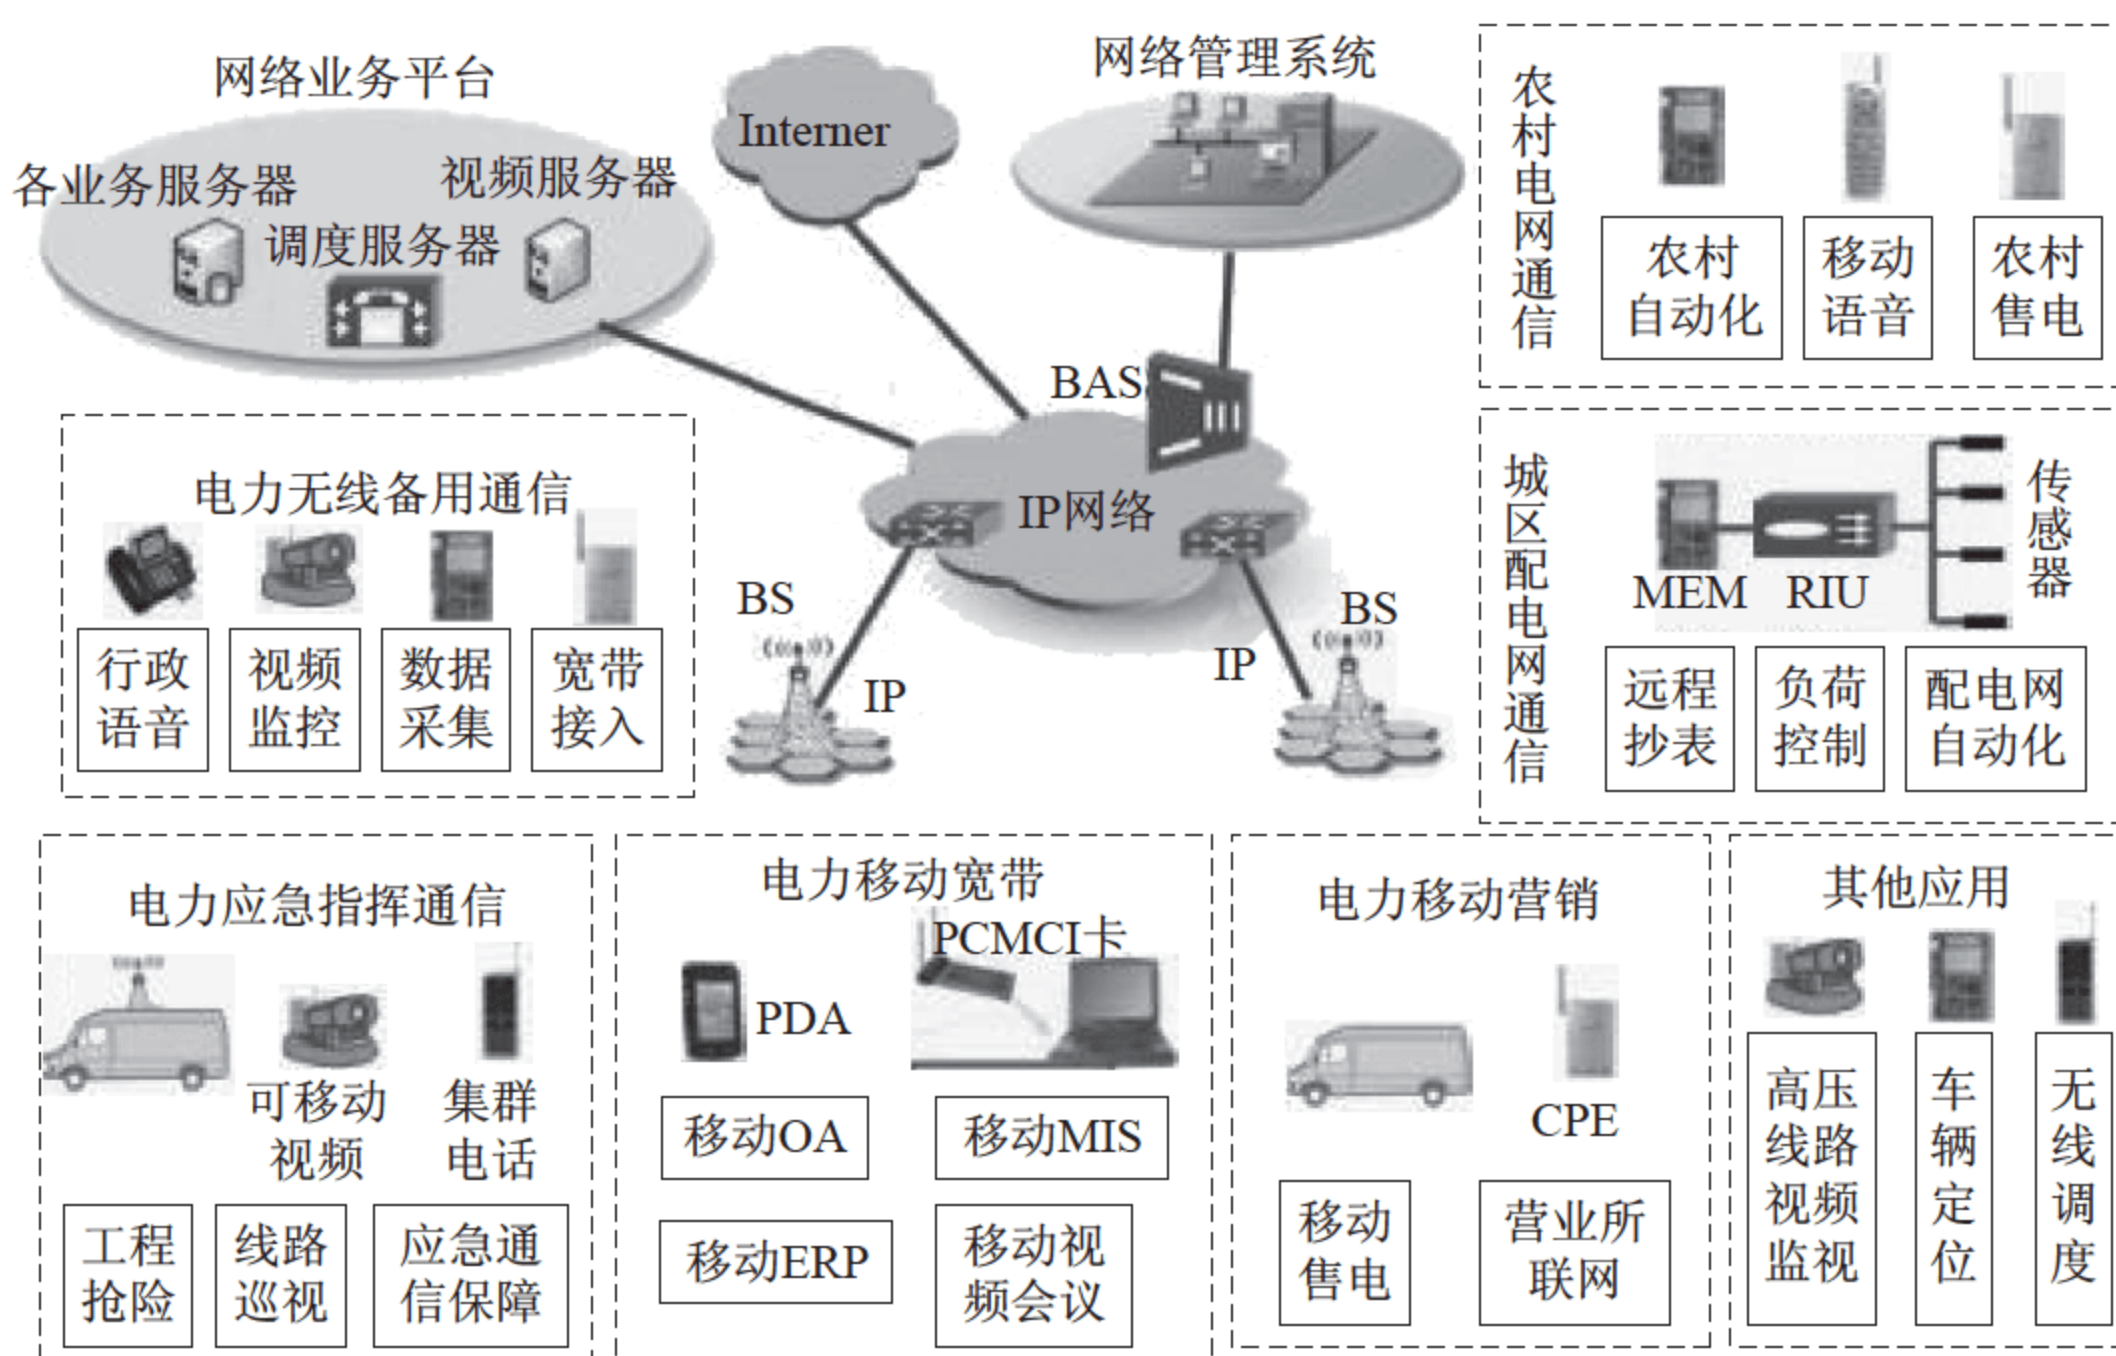 网络业务平台
各业务服务器
视频服务器
调度服务器
Interner
网络管理系统
BAS
IP网络
BS
IP
BS
IP
农村电网通信
农村
自动化
移动
语音
农村
售电
电力无线备用通信
行政
语音
视频
监控
数据
采集
宽带
接入
城区配电网通信
传感器
MEM
RIU
远程
抄表
负荷
控制
配电网
自动化
电力应急指挥通信
可移动
视频
集群
电话
工程
抢险
线路
巡视
应急通
信保障
电力移动宽带
PCMCI卡
PDA
移动OA
移动MIS
移动ERP
移动视
频会议
电力移动营销
CPE
移动
售电
营业所
联网
其他应用
高压
线路
视频
监视
车辆定位
无线调度